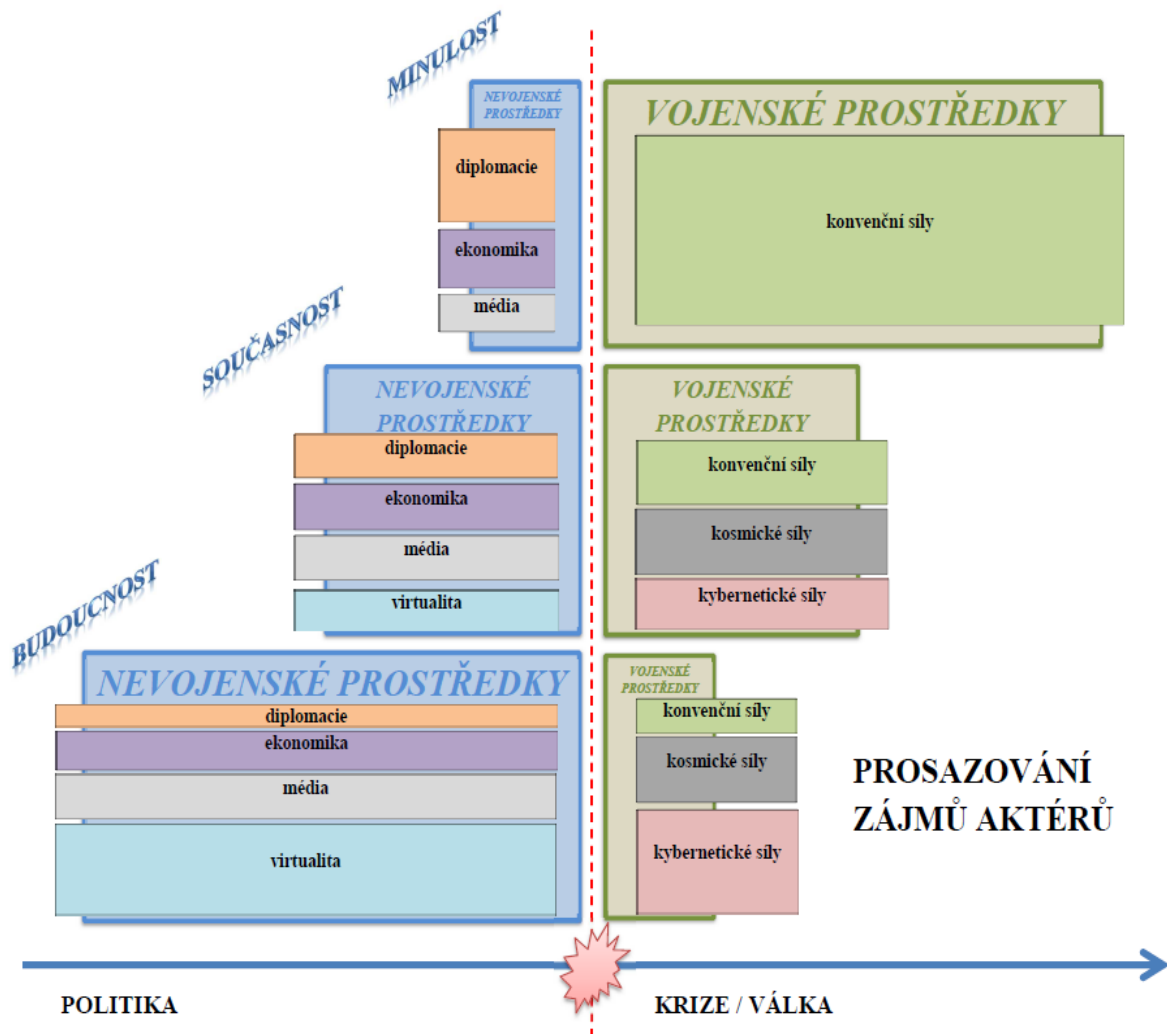 MINULOST
NEVOJENSKÉ
PROSTŘEDKY
diplomacie
ekonomika
média
VOJENSKÉ PROSTŘEDKY
konvenční síly
SOUČASNOST
NEVOJENSKÉ
PROSTŘEDKY
diplomacie
ekonomika
média
virtualita
VOJENSKÉ
PROSTŘEDKY
konvenční síly
kosmické síly
kybernetické síly
BUDOUCNOST
NEVOJENSKÉ PROSTŘEDKY
diplomacie
ekonomika
média
virtualita
VOJENSKÉ
PROSTŘEDKY
konvenční síly
kosmické síly
kybernetické síly
PROSAZOVÁNÍ
ZÁJMŮ AKTÉRŮ
POLITIKA
KRIZE / VÁLKA